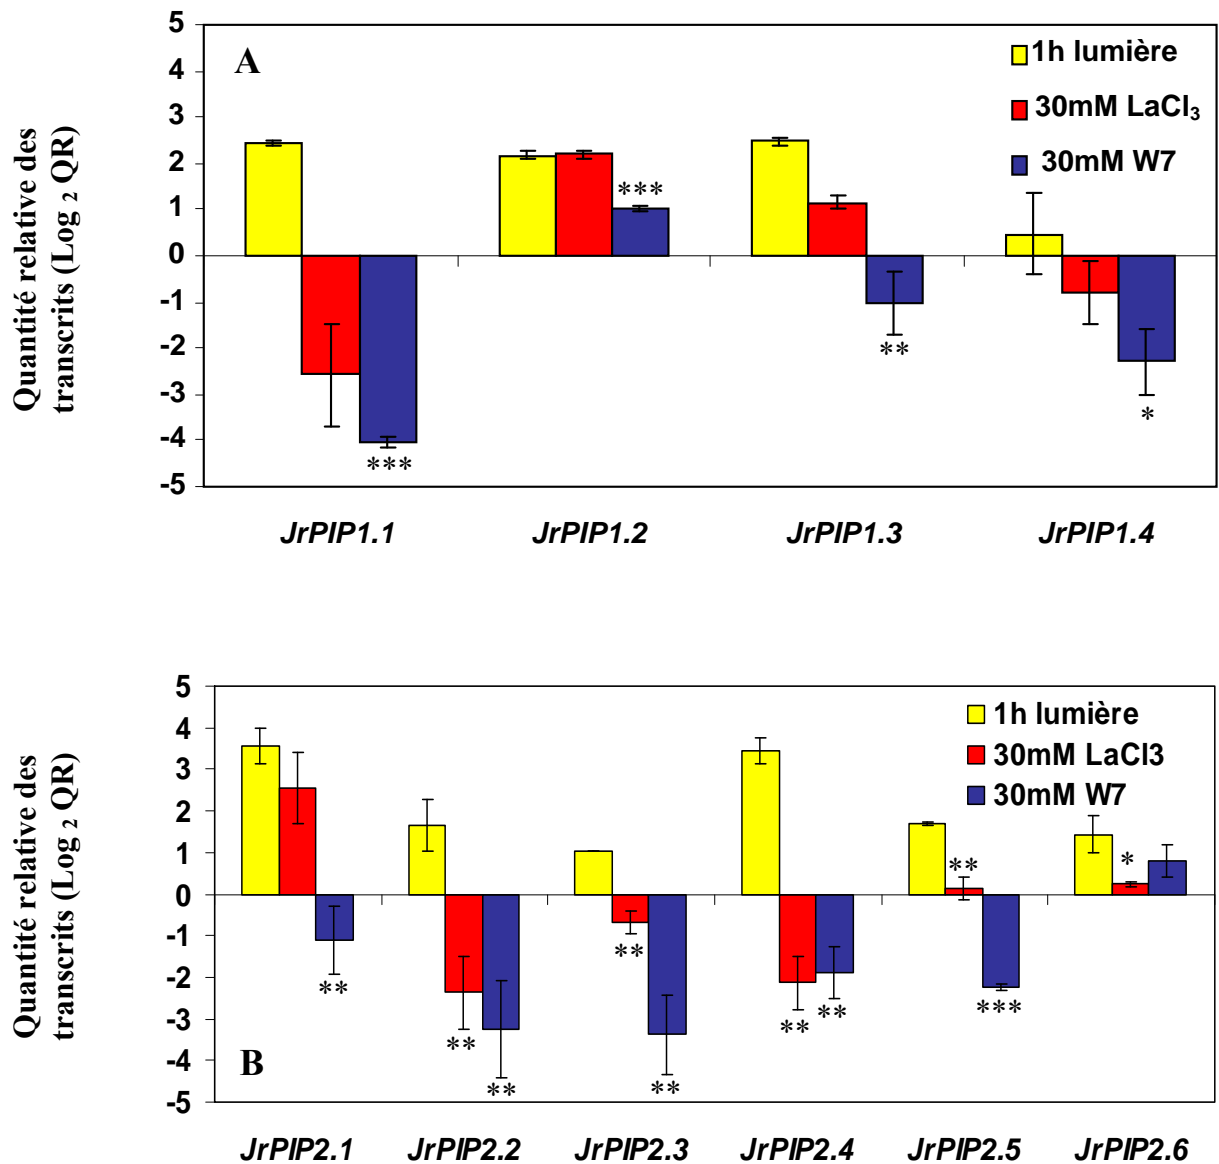 A
1h lumière
30mM LaCl₃
30mM W7
Quantité relative des
transcrits (Log ₂ QR)
5
4
3
2
1
0
-1
-2
-3
-4
-5
***
***
**
*
JrPIP1.1 JrPIP1.2 JrPIP1.3 JrPIP1.4
1h lumière
30mM LaCl3
30mM W7
Quantité relative des
transcrits (Log ₂ QR)
5
4
3
2
1
0
-1
-2
-3
-4
-5
**
**
**
**
**
**
**
**
***
*
B
JrPIP2.1 JrPIP2.2 JrPIP2.3 JrPIP2.4 JrPIP2.5 JrPIP2.6